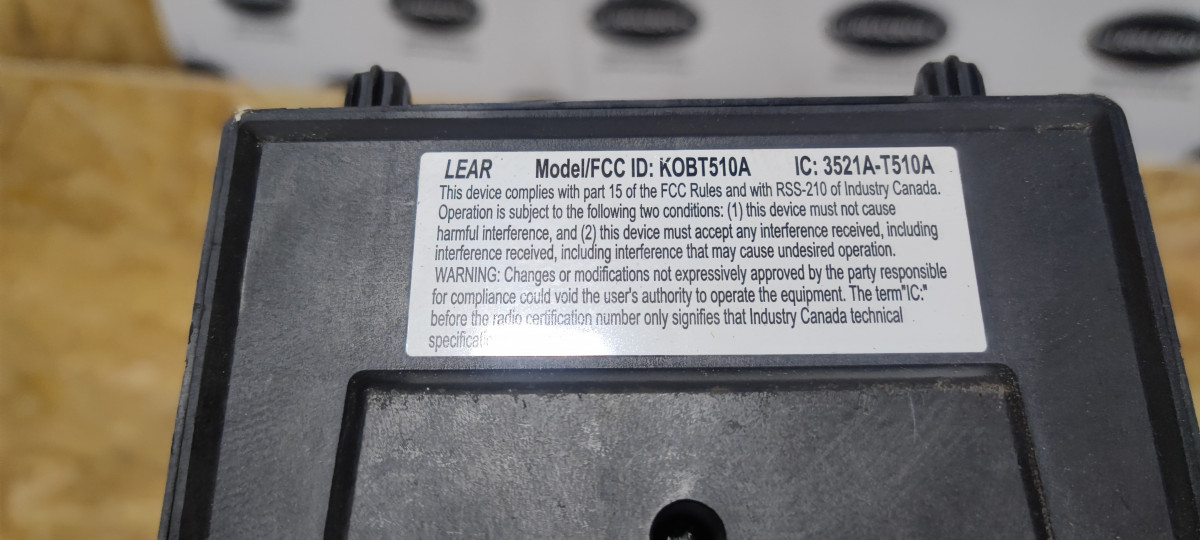 LEAR Model/FCC ID: KOBT510A IC: 3521A-T510A
This device complies with part 15 of the FCC Rules and with RSS-210 of Industry Canada.
Operation is subject to the following two conditions: (1) this device must not cause
harmful interference, and (2) this device must accept any interference received, including
interference received, including interference that may cause undesired operation.
WARNING: Changes or modifications not expressively approved by the party responsible
for compliance could void the user's authority to operate the equipment. The term"IC:"
before the radio certification number only signifies that Industry Canada technical